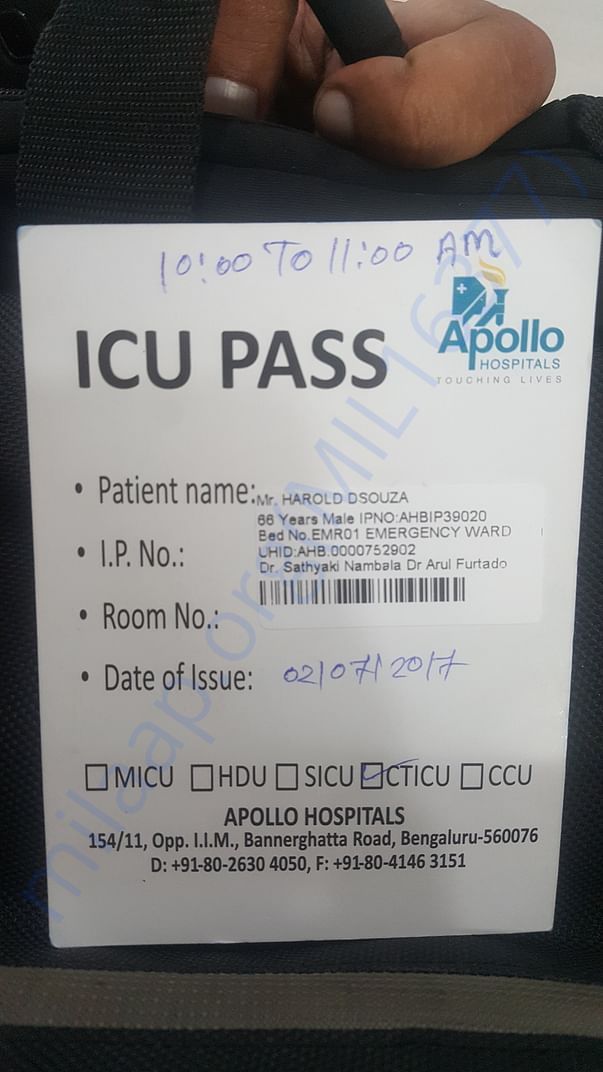 10:00 TO 11:00 AM
Apollo
HOSPITALS
TOUCHING LIVES
ICU PASS
• Patient name:
Mr. HAROLD DSOUZA
66 Years Male IPNO:AHBIP39020
Bed No.EMR01 EMERGENCY WARD
UHID:AHB.0000752902
Dr. Sathyaki Nambala Dr Arul Furtado
• I.P. No.:
• Room No.:
• Date of Issue: 02/07/2017
MICU HDU SICU CTICU CCU
APOLLO HOSPITALS
154/11, Opp. I.I.M., Bannerghatta Road, Bengaluru-560076
D: +91-80-2630 4050, F: +91-80-4146 3151
milaap.org(MIL16377)